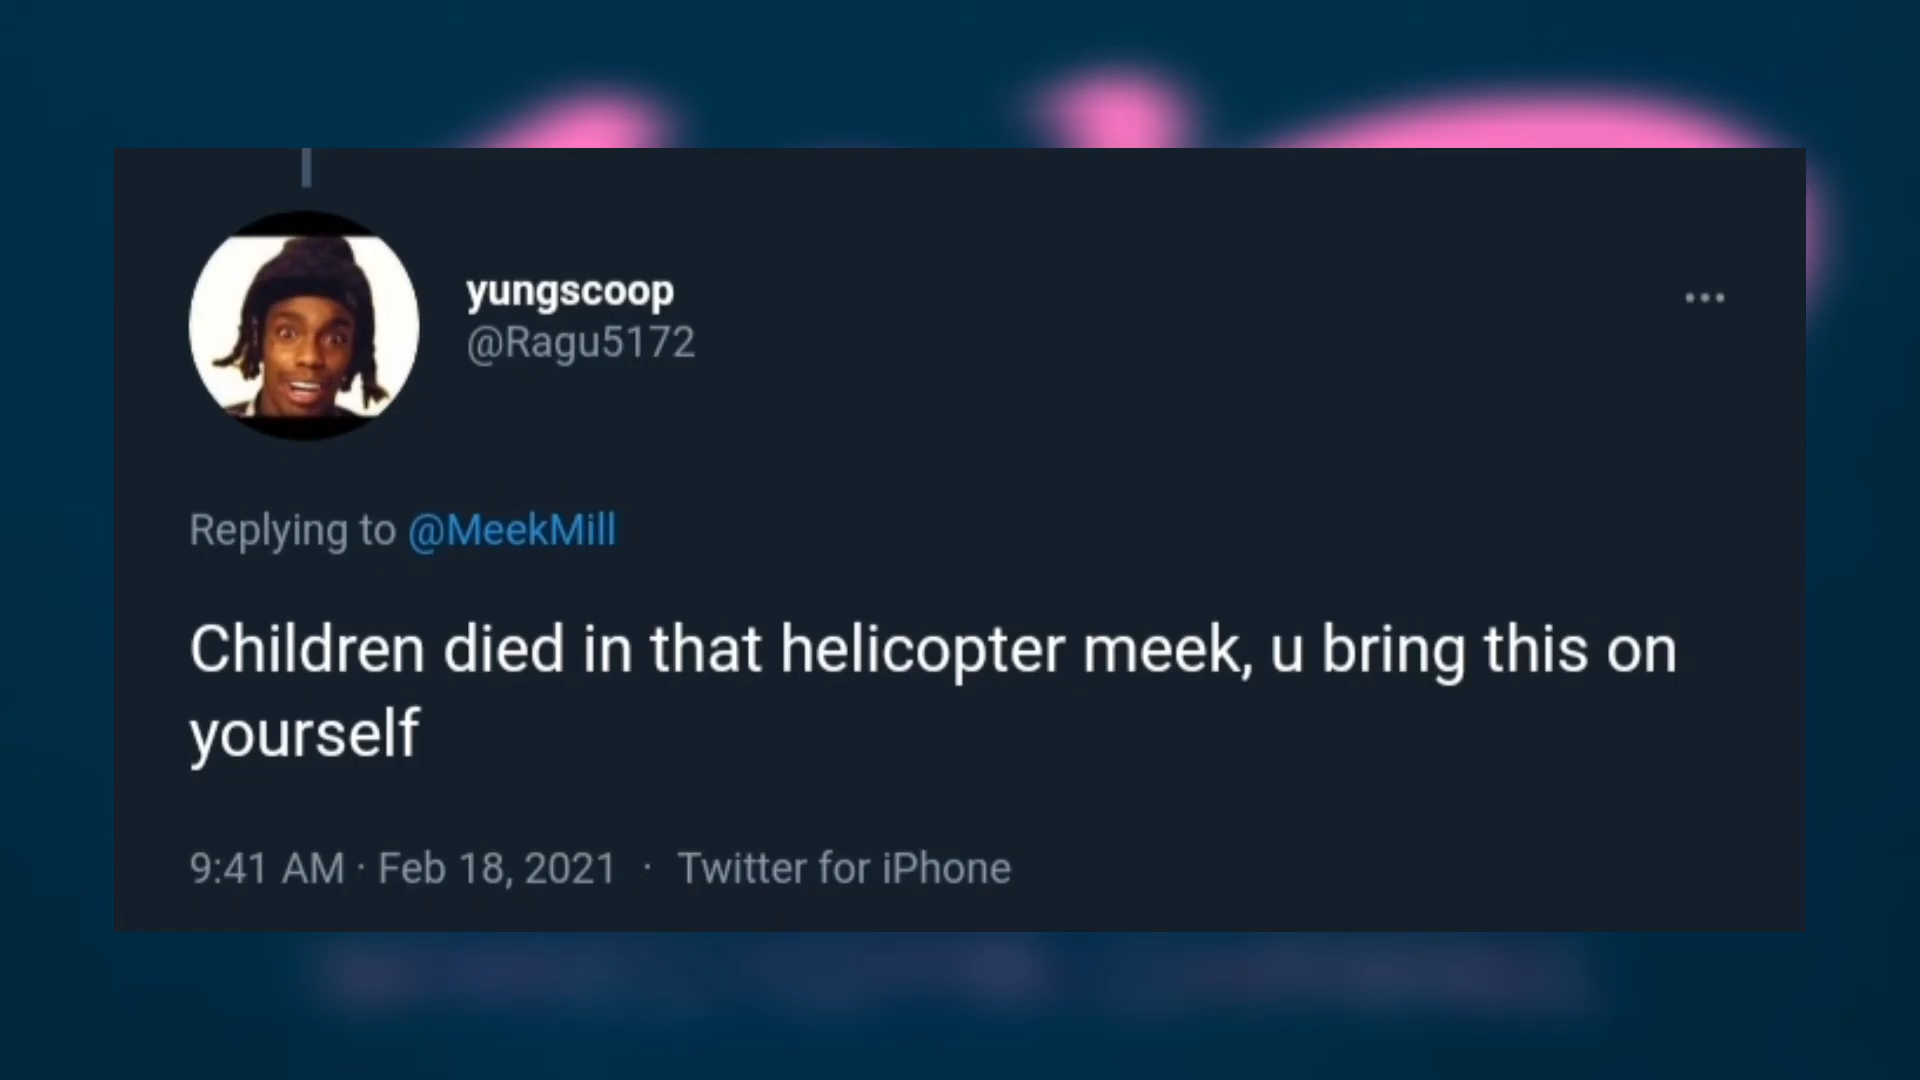 yungscoop
@Ragu5172
Replying to @MeekMill
Children died in that helicopter meek, u bring this on
yourself
9:41 AM · Feb 18, 2021 · Twitter for iPhone